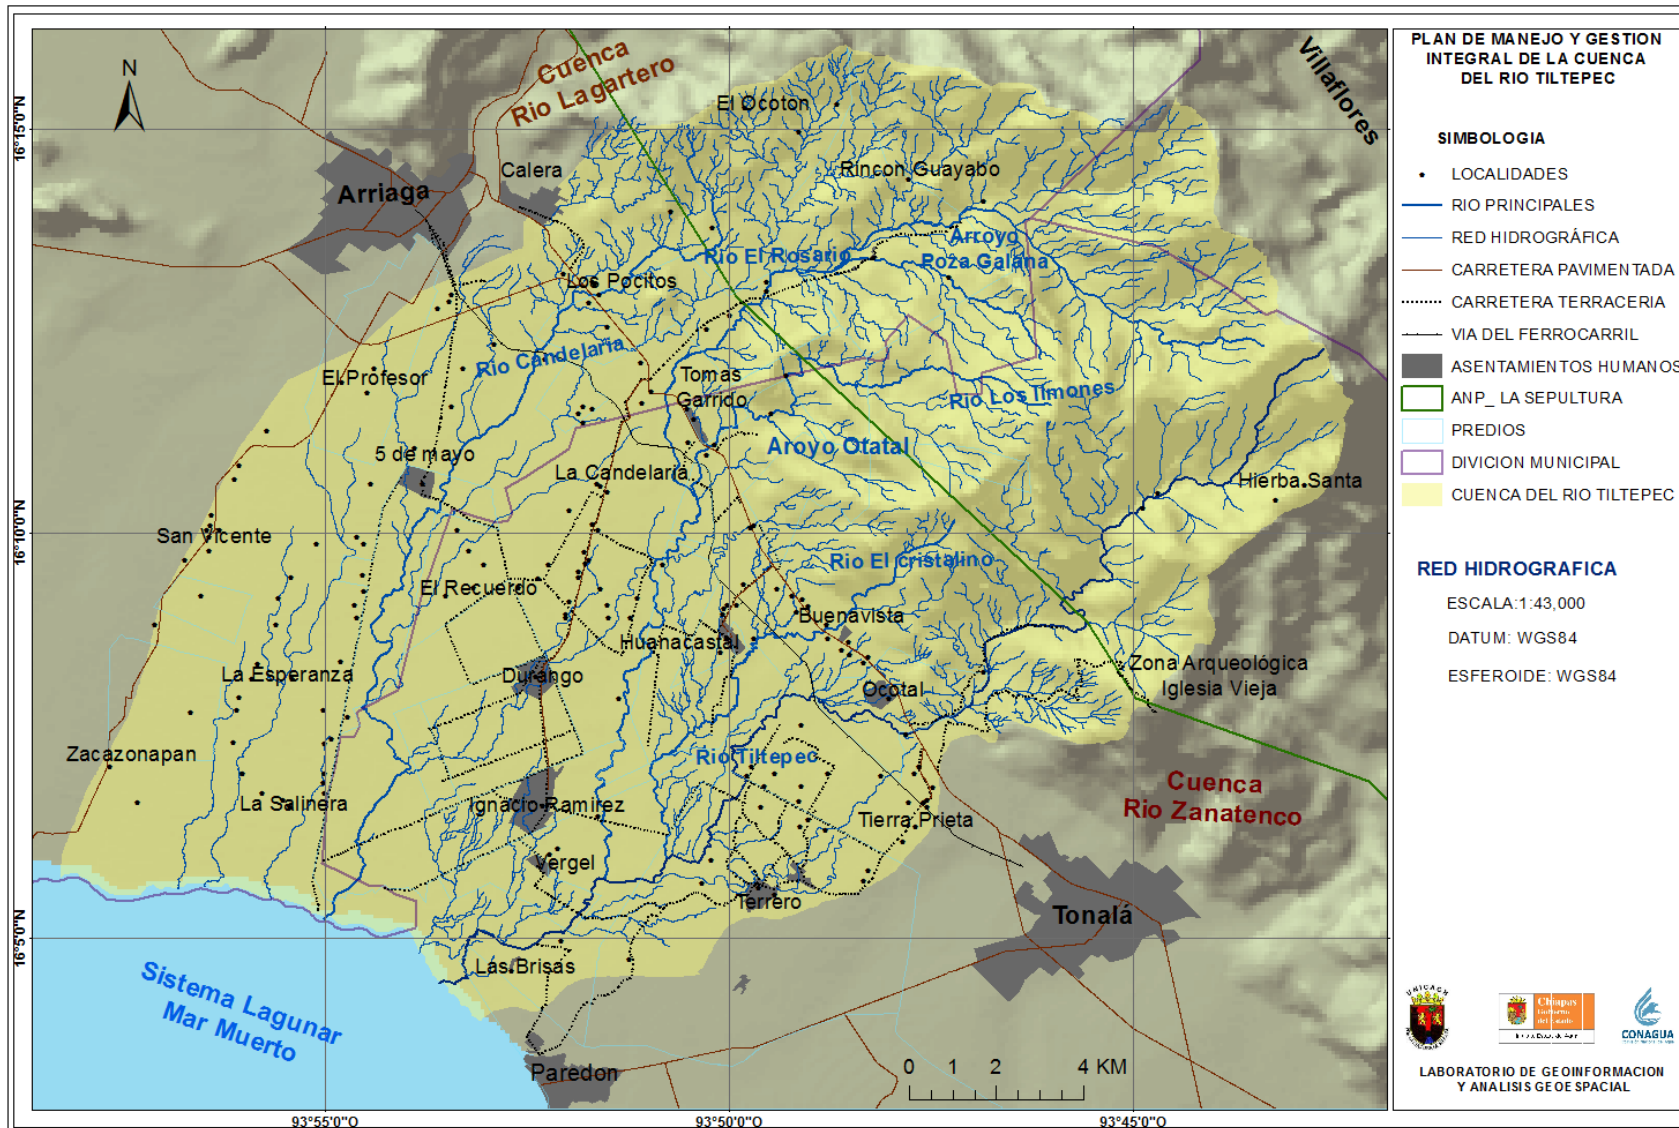 PLAN DE MANEJO Y GESTION
INTEGRAL DE LA CUENCA
DEL RIO TILTEPEC
SIMBOLOGIA
LOCALIDADES
RIO PRINCIPALES
RED HIDROGRÁFICA
CARRETERA PAVIMENTADA
CARRETERA TERRACERIA
VIA DEL FERROCARRIL
ASENTAMIENTOS HUMANOS
ANP_ LA SEPULTURA
PREDIOS
DIVICION MUNICIPAL
CUENCA DEL RIO TILTEPEC
RED HIDROGRAFICA
ESCALA:1:43,000
DATUM: WGS84
ESFEROIDE: WGS84
UNICACH
Chiapas
CONAGUA
LABORATORIO DE GEOINFORMACION
Y ANALISIS GEOESPACIAL
N
Cuenca
Rio Lagartero
Villaflores
El Ocoton
Calera
Arriaga
Rincon Guayabo
Arroyo
Poza Galana
Rio El Rosario
Los Pocitos
Rio Candelaria
El Profesor
Tomas
Garrido
Rio Los limones
Aroyo Otatal
5 de mayo
La Candelaria
Hierba Santa
San Vicente
Rio El cristalino
El Recuerdo
Buenavista
Huanacastal
La Esperanza
Durango
Ocotal
Zona Arqueológica
Iglesia Vieja
Zacazonapan
Rio Tiltepec
La Salinera
Ignacio Ramirez
Tierra Prieta
Cuenca
Rio Zanatenco
Vergel
Terrero
Tonalá
Las Brisas
Sistema Lagunar
Mar Muerto
Paredon
0 1 2 4 KM
16°15'0"N
16°10'0"N
16°5'0"N
93°55'0"O
93°50'0"O
93°45'0"O